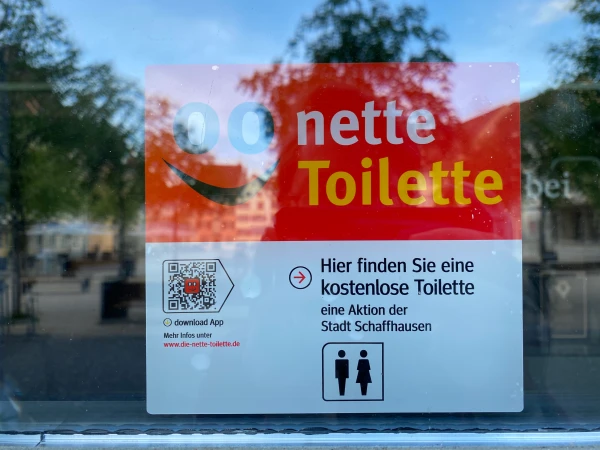 nette
Toilette
bei
Hier finden Sie eine
kostenlose Toilette
eine Aktion der
Stadt Schaffhausen
download App
Mehr Infos unter
www.die-nette-toilette.de